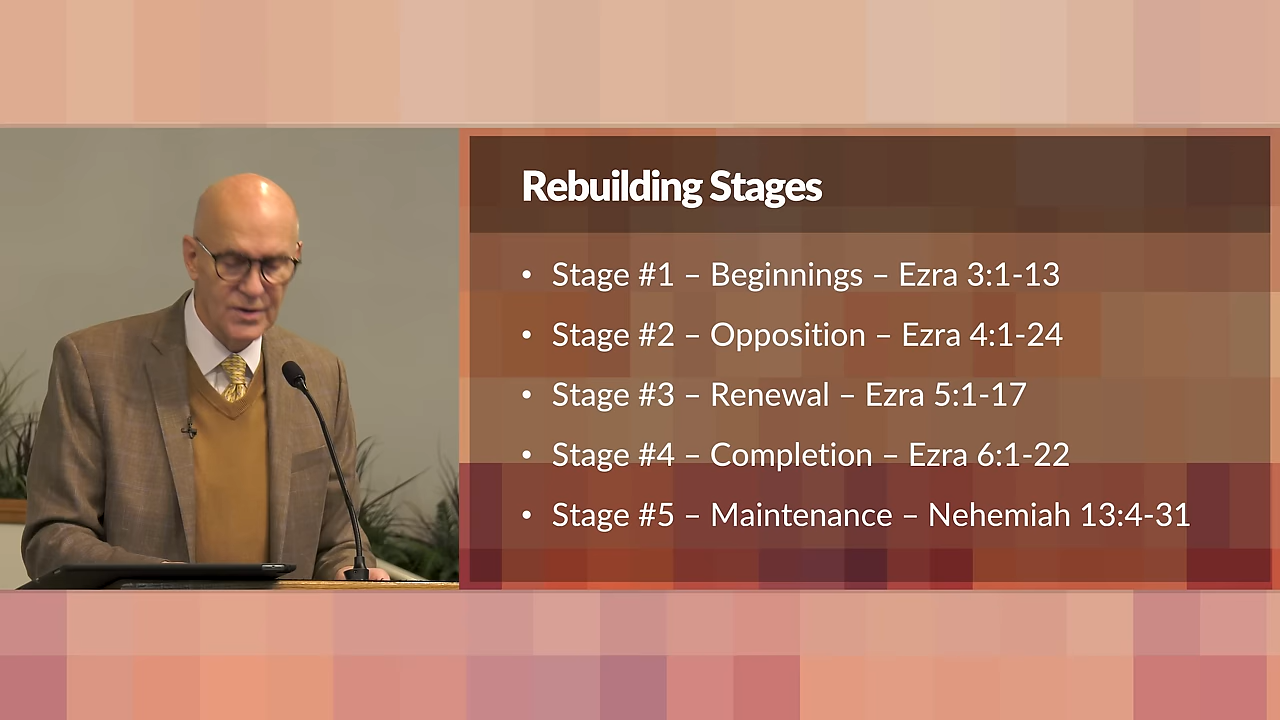 Rebuilding Stages
• Stage #1 – Beginnings – Ezra 3:1-13
• Stage #2 – Opposition – Ezra 4:1-24
• Stage #3 – Renewal – Ezra 5:1-17
• Stage #4 – Completion – Ezra 6:1-22
• Stage #5 – Maintenance – Nehemiah 13:4-31